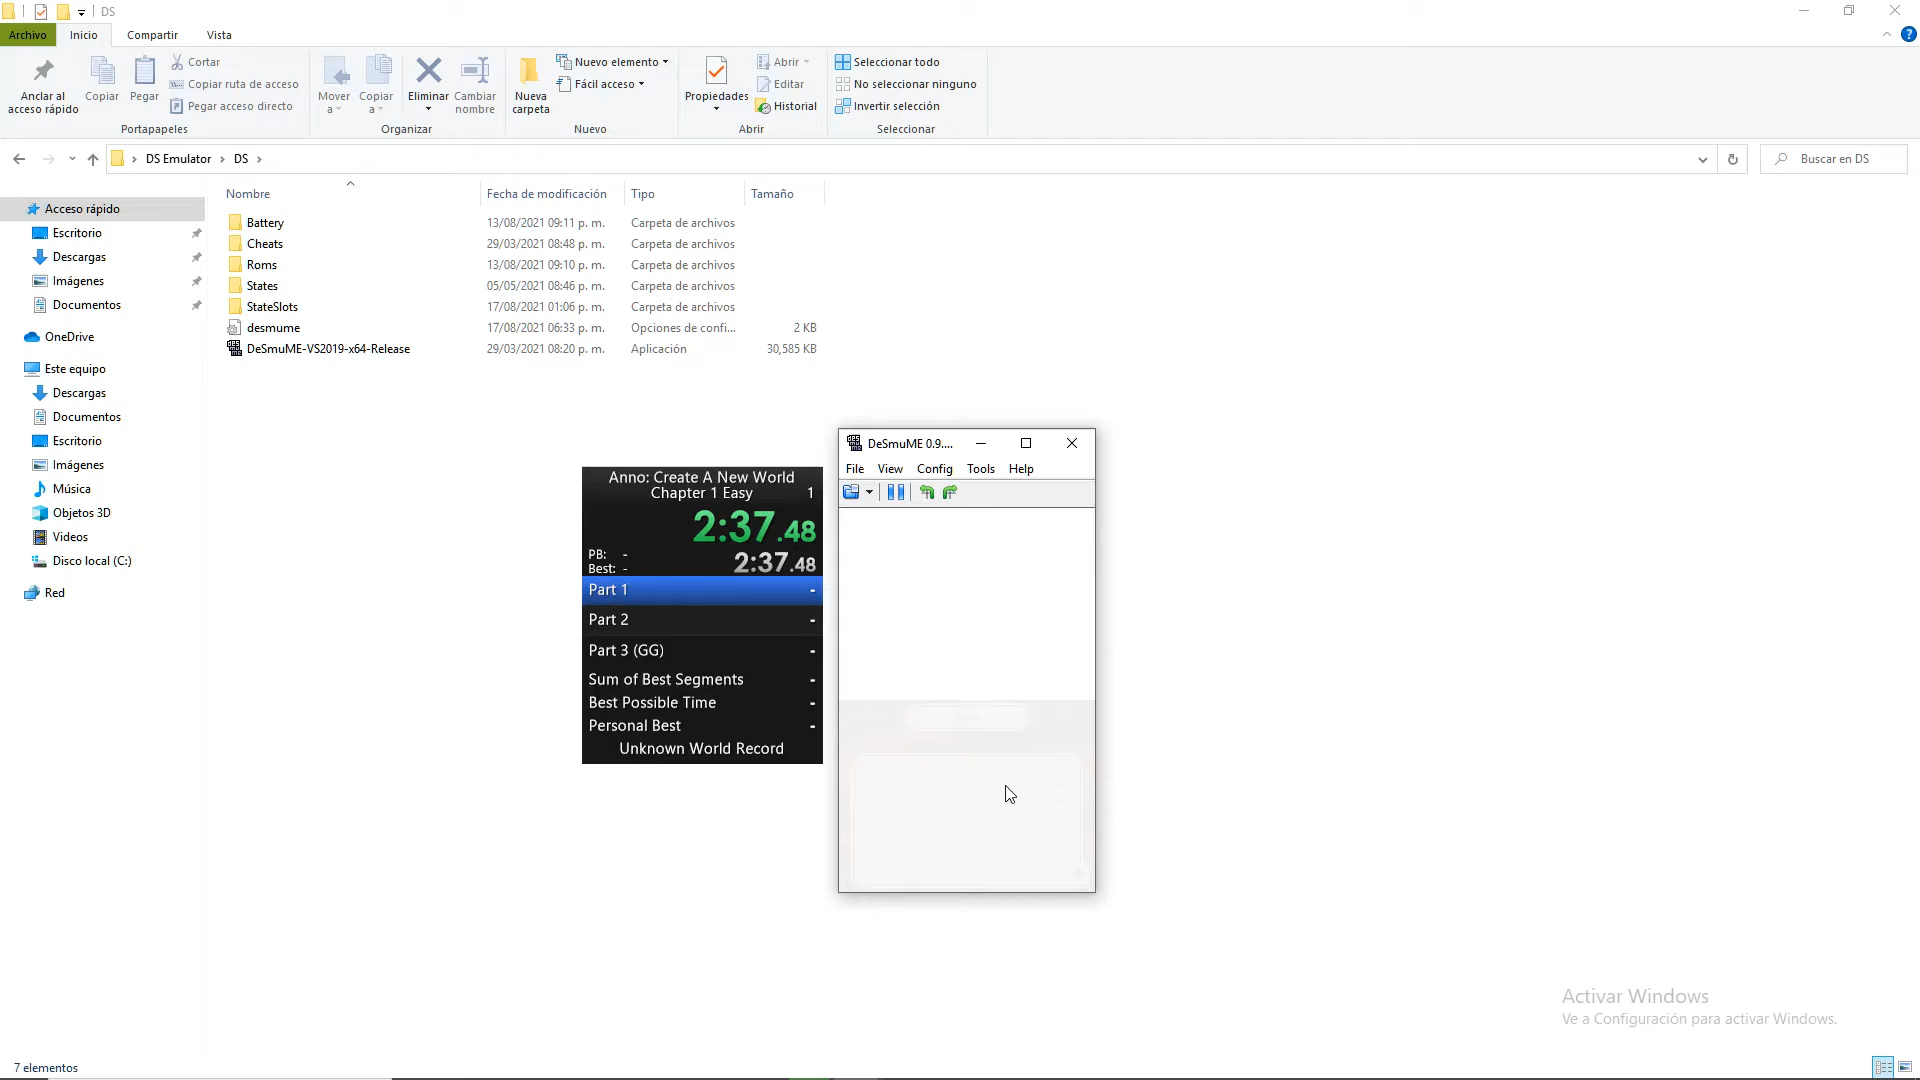 DS
Archivo Inicio Compartir Vista
Anclar al acceso rápido
Copiar
Pegar
Cortar
Copiar ruta de acceso
Pegar acceso directo
Portapapeles
Mover a
Copiar a
Eliminar
Cambiar nombre
Organizar
Nueva carpeta
Nuevo elemento
Fácil acceso
Nuevo
Propiedades
Abrir
Editar
Historial
Abrir
Seleccionar todo
No seleccionar ninguno
Invertir selección
Seleccionar
DS Emulator DS
Buscar en DS
Acceso rápido
Escritorio
Descargas
Imágenes
Documentos
OneDrive
Este equipo
Descargas
Documentos
Escritorio
Imágenes
Música
Objetos 3D
Videos
Disco local (C:)
Red
Nombre Fecha de modificación Tipo Tamaño
Battery 13/08/2021 09:11 p. m. Carpeta de archivos
Cheats 29/03/2021 08:48 p. m. Carpeta de archivos
Roms 13/08/2021 09:10 p. m. Carpeta de archivos
States 05/05/2021 08:46 p. m. Carpeta de archivos
StateSlots 17/08/2021 01:06 p. m. Carpeta de archivos
desmume 17/08/2021 06:33 p. m. Opciones de confi... 2 KB
DeSmuME-VS2019-x64-Release 29/03/2021 08:20 p. m. Aplicación 30,585 KB
Anno: Create A New World
Chapter 1 Easy 1
2:37.48
PB: - 
Best: - 2:37.48
Part 1 -
Part 2 -
Part 3 (GG) -
Sum of Best Segments -
Best Possible Time -
Personal Best -
Unknown World Record
DeSmuME 0.9....
File View Config Tools Help
Activar Windows
Ve a Configuración para activar Windows.
7 elementos